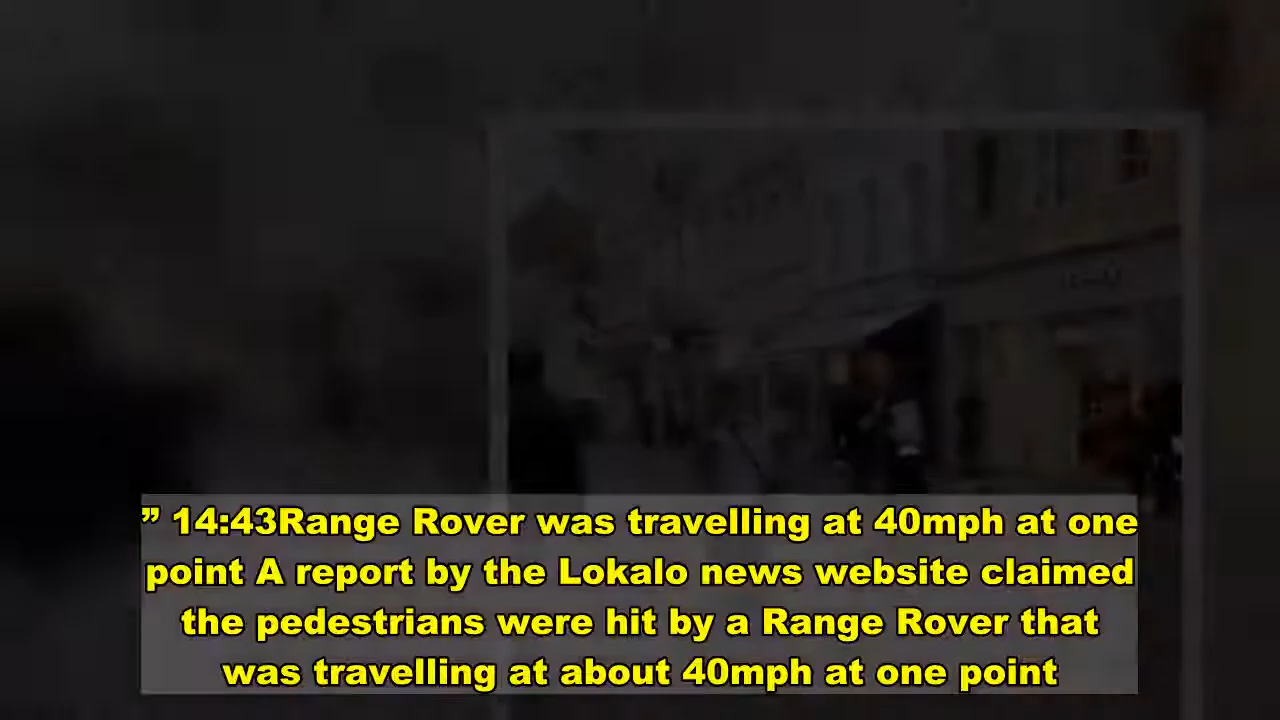 ” 14:43Range Rover was travelling at 40mph at one
point A report by the Lokalo news website claimed
the pedestrians were hit by a Range Rover that
was travelling at about 40mph at one point